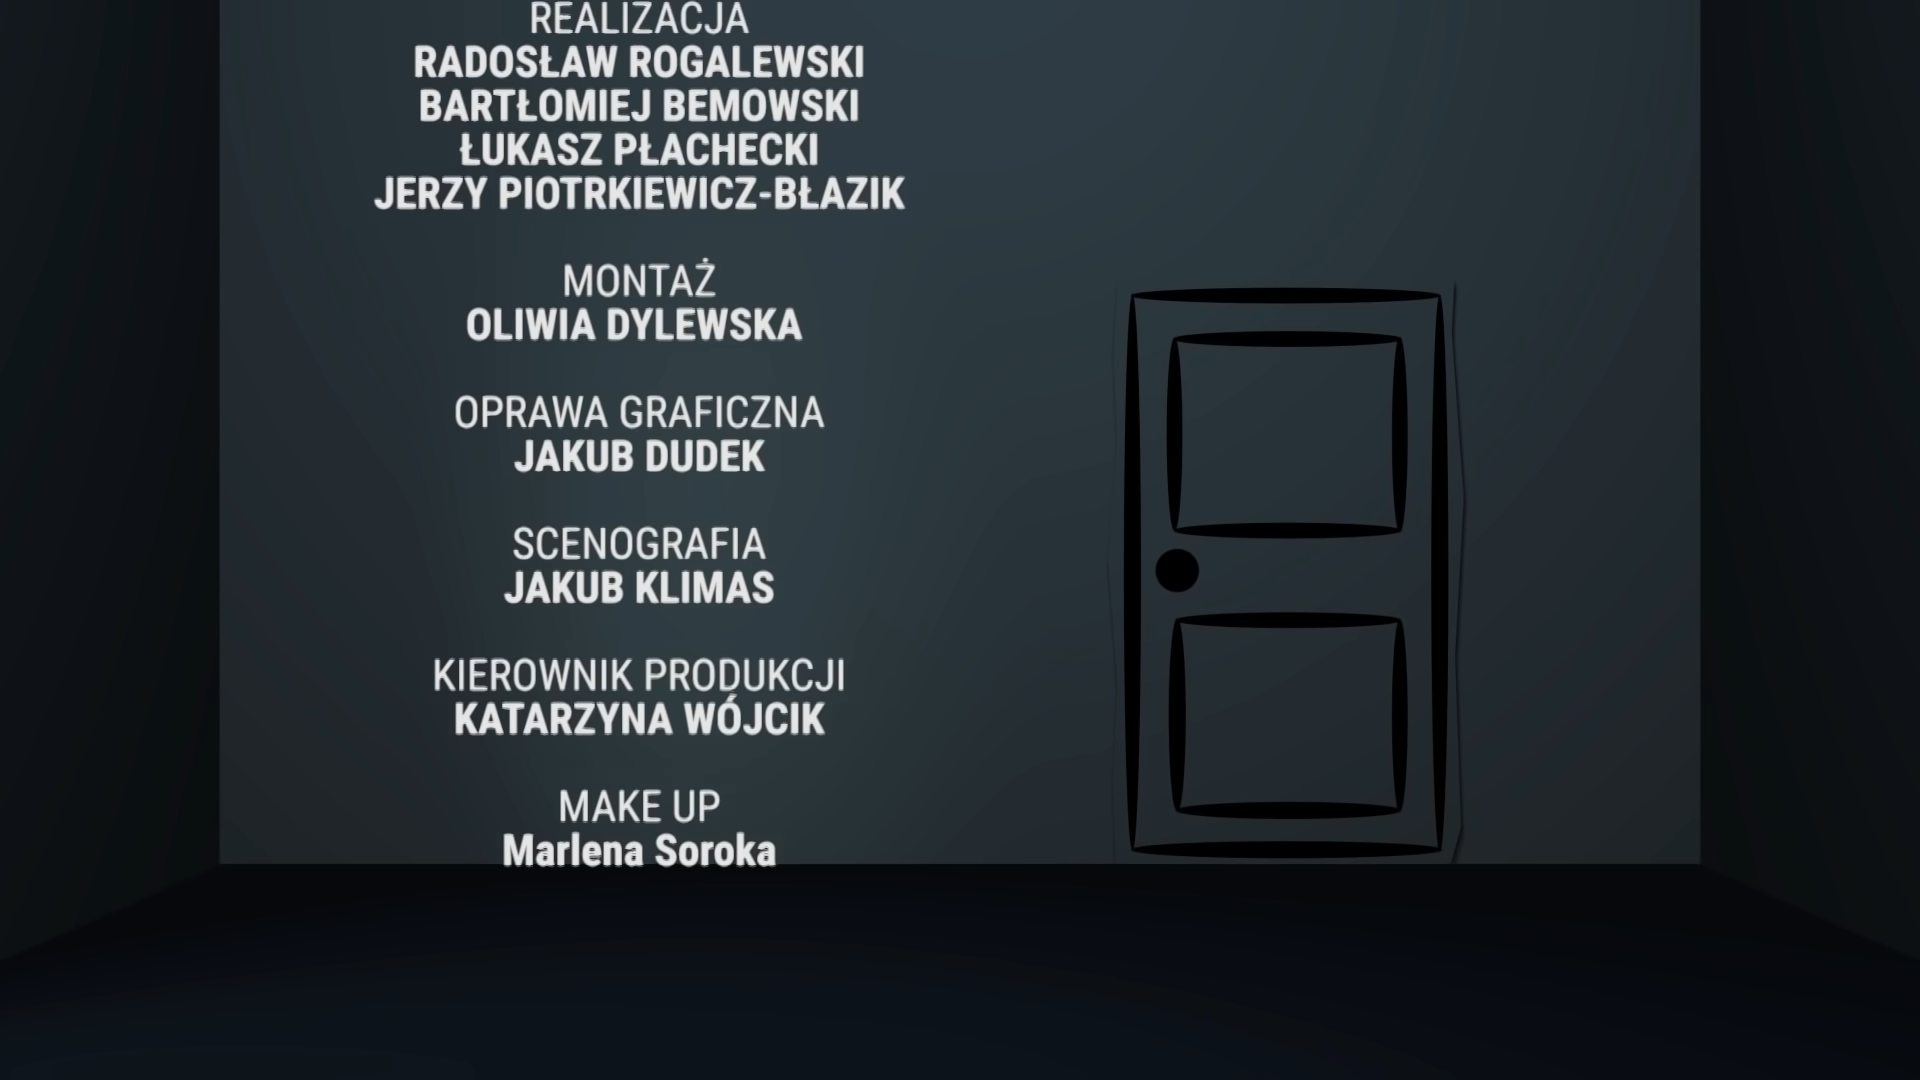 REALIZACJA
RADOSŁAW ROGALEWSKI
BARTŁOMIEJ BEMOWSKI
ŁUKASZ PŁACHECKI
JERZY PIOTRKIEWICZ-BŁAZIK
MONTAŻ
OLIWIA DYLEWSKA
OPRAWA GRAFICZNA
JAKUB DUDEK
SCENOGRAFIA
JAKUB KLIMAS
KIEROWNIK PRODUKCJI
KATARZYNA WÓJCIK
MAKE UP
Marlena Soroka